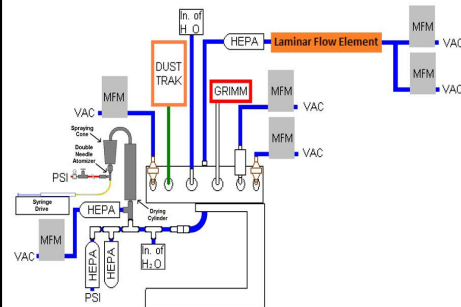 In. of
H O
HEPA
Laminar Flow Element
MFM
VAC
MFM
VAC
DUST
TRAK
GRIMM
MFM
VAC
MFM
VAC
MFM
VAC
Spraying
Cone
Double
Needle
Atomizer
PSI
Syringe
Drive
HEPA
Drying
Cylinder
MFM
VAC
HEPA
HEPA
PSI
In. of
H₂O